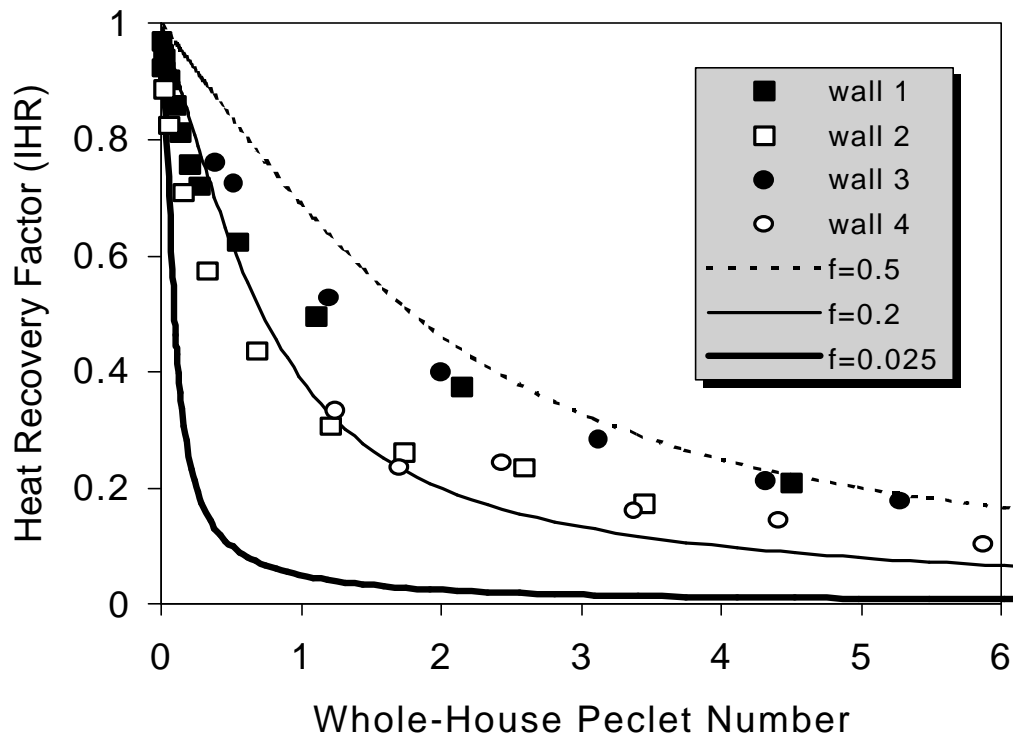 Heat Recovery Factor (IHR)
1
0.8
0.6
0.4
0.2
0
wall 1
wall 2
wall 3
wall 4
f=0.5
f=0.2
f=0.025
0 1 2 3 4 5 6
Whole-House Peclet Number